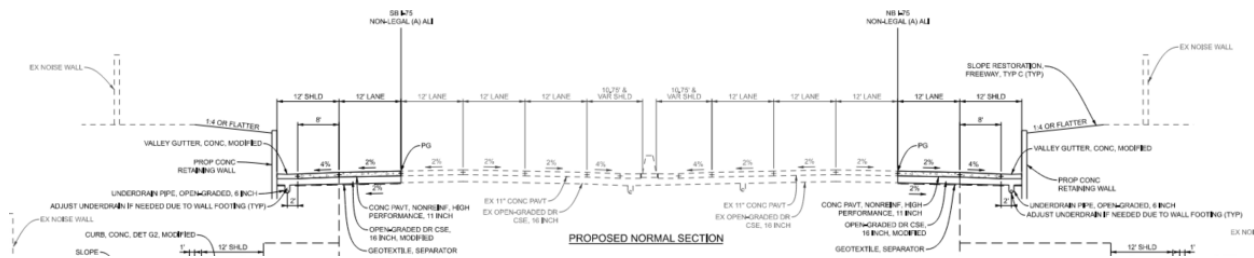 SB I-75
NON-LEGAL (A) ALI
NB I-75
NON-LEGAL (A) ALI
EX NOISE WALL
EX NOISE WALL
SLOPE RESTORATION,
FREEWAY, TYP C (TYP)
12' SHLD
12' LANE
12' LANE
12' LANE
12' LANE
10.75' &
VAR SHLD
10.75' &
VAR SHLD
12' LANE
12' LANE
12' LANE
12' LANE
12' SHLD
1:4 OR FLATTER
8'
8'
1:4 OR FLATTER
VALLEY GUTTER, CONC, MODIFIED
PG
PG
VALLEY GUTTER, CONC, MODIFIED
4%
2%
2%
2%
2%
4%
4%
2%
2%
2%
2%
4%
PROP CONC
RETAINING WALL
PROP CONC
RETAINING WALL
2%
2%
UNDERDRAIN PIPE, OPEN-GRADED, 6 INCH
ADJUST UNDERDRAIN IF NEEDED DUE TO WALL FOOTING (TYP)
2'
CONC PAVT, NONREINF, HIGH
PERFORMANCE, 11 INCH
OPEN-GRADED DR CSE,
16 INCH, MODIFIED
GEOTEXTILE, SEPARATOR
EX 11" CONC PAVT
EX OPEN-GRADED DR
CSE, 16 INCH
EX 11" CONC PAVT
EX OPEN-GRADED DR
CSE, 16 INCH
CONC PAVT, NONREINF, HIGH
PERFORMANCE, 11 INCH
OPEN-GRADED DR CSE,
16 INCH, MODIFIED
GEOTEXTILE, SEPARATOR
2'
UNDERDRAIN PIPE, OPEN-GRADED, 6 INCH
ADJUST UNDERDRAIN IF NEEDED DUE TO WALL FOOTING (TYP)
PROPOSED NORMAL SECTION
EX NOISE WALL
CURB, CONC, DET G2, MODIFIED
SLOPE
1'
12' SHLD
12' SHLD
1'
EX NOI